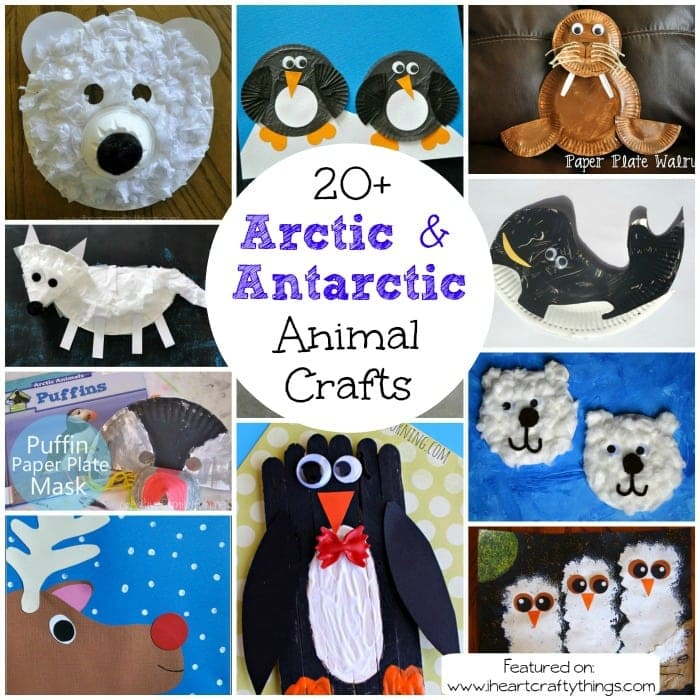 20+
Arctic &
Antarctic
Animal
Crafts
Paper Plate Walru
Arctic Animals
Puffins
Puffin
Paper Plate
Mask
Featured on:
www.iheartcraftythings.com